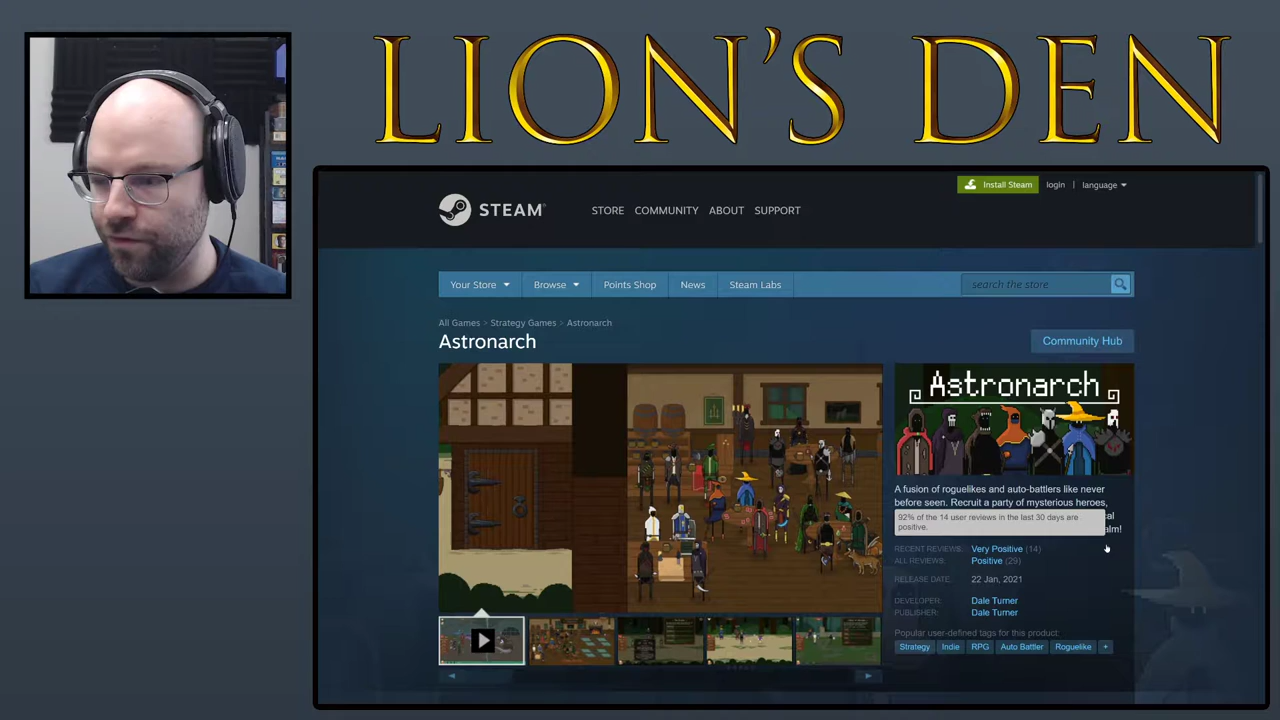 LION'S DEN
Install Steam
login | language
STEAM
STORE COMMUNITY ABOUT SUPPORT
Your Store Browse Points Shop News Steam Labs
search the store
All Games > Strategy Games > Astronarch
Astronarch
Community Hub
Astronarch
A fusion of roguelikes and auto-battlers like never
before seen. Recruit a party of mysterious heroes,
92% of the 14 user reviews in the last 30 days are
positive.
RECENT REVIEWS: Very Positive (14)
ALL REVIEWS: Positive (29)
RELEASE DATE: 22 Jan, 2021
DEVELOPER: Dale Turner
PUBLISHER: Dale Turner
Popular user-defined tags for this product:
Strategy Indie RPG Auto Battler Roguelike +